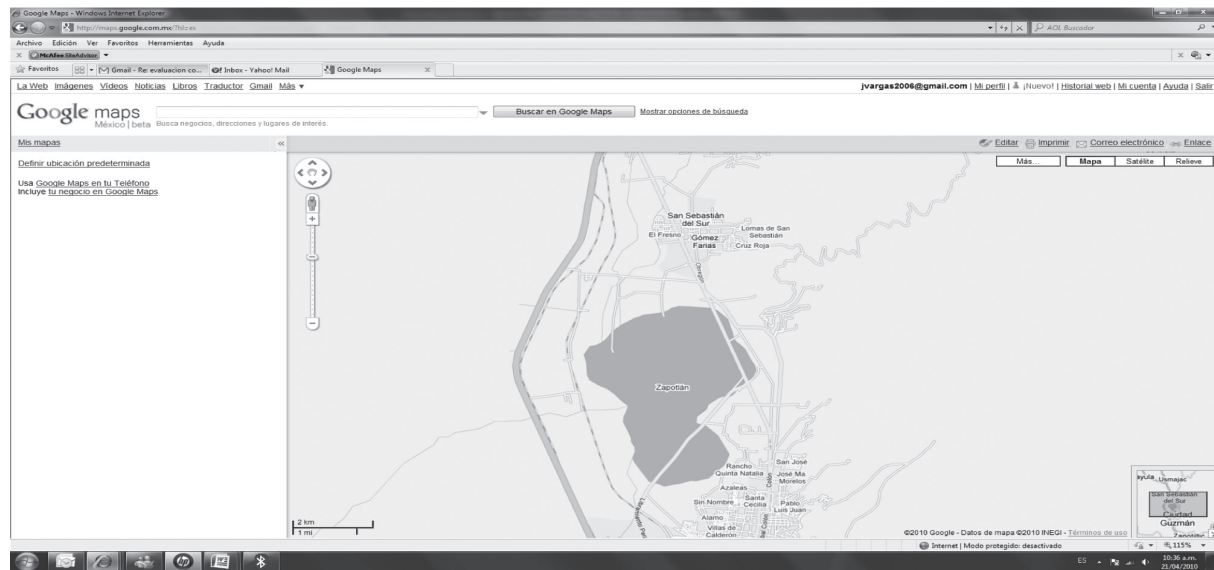 Google Maps - Windows Internet Explorer
http://maps.google.com.mx/?hl=es
AOL Buscador
Archivo Edición Ver Favoritos Herramientas Ayuda
McAfee SiteAdvisor
Favoritos Gmail - Re: evaluacion co... Inbox - Yahoo! Mail Google Maps
La Web Imágenes Videos Noticias Libros Traductor Gmail Más
jvargas2006@gmail.com | Mi perfil | ¡Nuevo! | Historial web | Mi cuenta | Ayuda | Salir
Google maps
México | beta
Busca negocios, direcciones y lugares de interés.
Buscar en Google Maps
Mostrar opciones de búsqueda
Mis mapas «
Editar Imprimir Correo electrónico Enlace
Definir ubicación predeterminada
Usa Google Maps en tu Teléfono
Incluye tu negocio en Google Maps
Más... Mapa Satélite Relieve
San Sebastián
del Sur
El Fresno
Gómez
Farias
Lomas de San
Sebastián
Cruz Roja
Obregón
Zapotlán
Rancho
Quinta Natalia
San José
José Ma
Morelos
Azaleas
Colón
Sin Nombre
Santa
Cecilia
Pablo
Luis Juan
Alamo
Villas de
Calderón
2 km
1 mi
©2010 Google - Datos de mapa ©2010 INEGI - Términos de uso
Usmajac
San Sebastián
del Sur
Ciudad
Guzmán
Internet | Modo protegido: desactivado
115%
ES
10:36 a.m.
21/04/2010